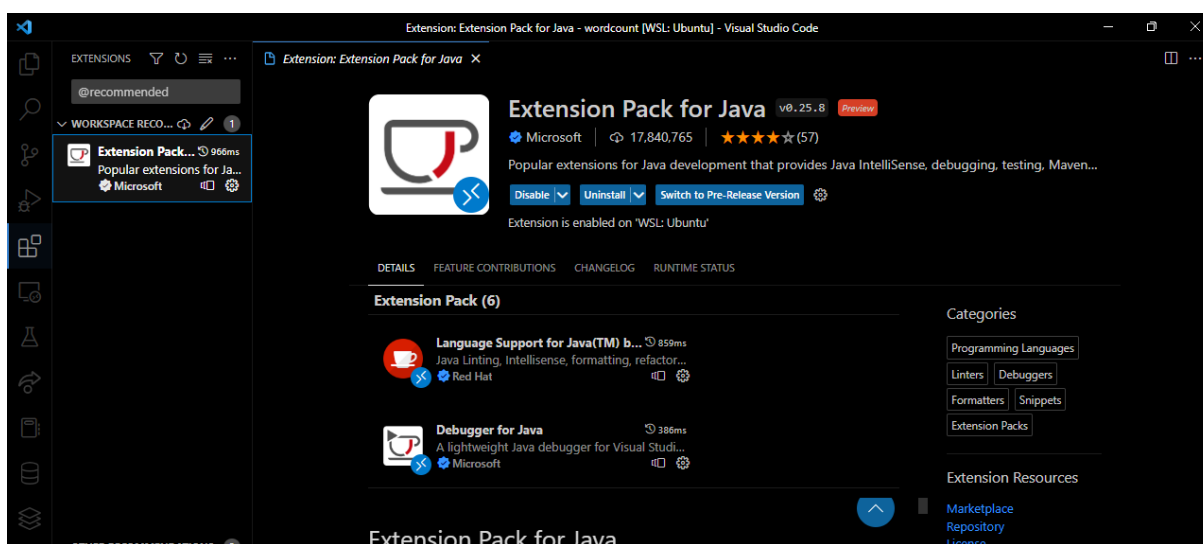 Extension: Extension Pack for Java - wordcount [WSL: Ubuntu] - Visual Studio Code
EXTENSIONS
@recommended
WORKSPACE RECO... 1
Extension Pack... 966ms
Popular extensions for Ja...
Microsoft
Extension: Extension Pack for Java
Extension Pack for Java v0.25.8 Preview
Microsoft 17,840,765 (57)
Popular extensions for Java development that provides Java IntelliSense, debugging, testing, Maven...
Disable Uninstall Switch to Pre-Release Version
Extension is enabled on 'WSL: Ubuntu'
DETAILS FEATURE CONTRIBUTIONS CHANGELOG RUNTIME STATUS
Extension Pack (6)
Language Support for Java(TM) b... 859ms
Java Linting, Intellisense, formatting, refactor...
Red Hat
Debugger for Java 386ms
A lightweight Java debugger for Visual Studi...
Microsoft
Extension Pack for Java
Categories
Programming Languages
Linters Debuggers
Formatters Snippets
Extension Packs
Extension Resources
Marketplace
Repository
License